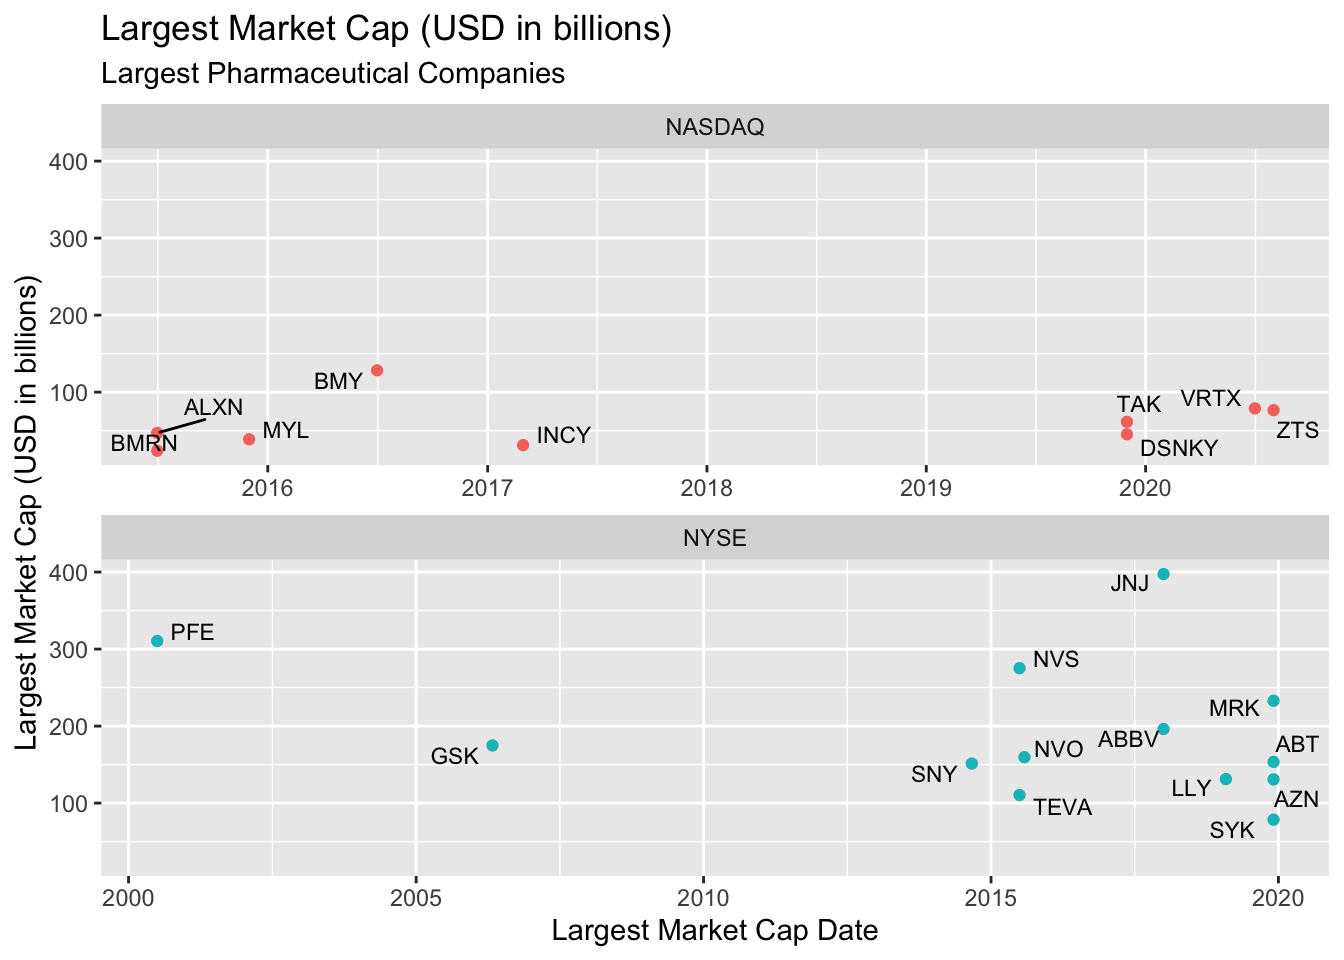 Largest Market Cap (USD in billions)
Largest Pharmaceutical Companies
Largest Market Cap (USD in billions)
NASDAQ
400
300
200
100
BMY
ALXN
BMRN
MYL
INCY
TAK
VRTX
DSNKY
ZTS
2016
2017
2018
2019
2020
NYSE
400
300
200
100
JNJ
PFE
NVS
MRK
GSK
SNY
NVO
ABBV
ABT
LLY
TEVA
AZN
SYK
2000
2005
2010
2015
2020
Largest Market Cap Date